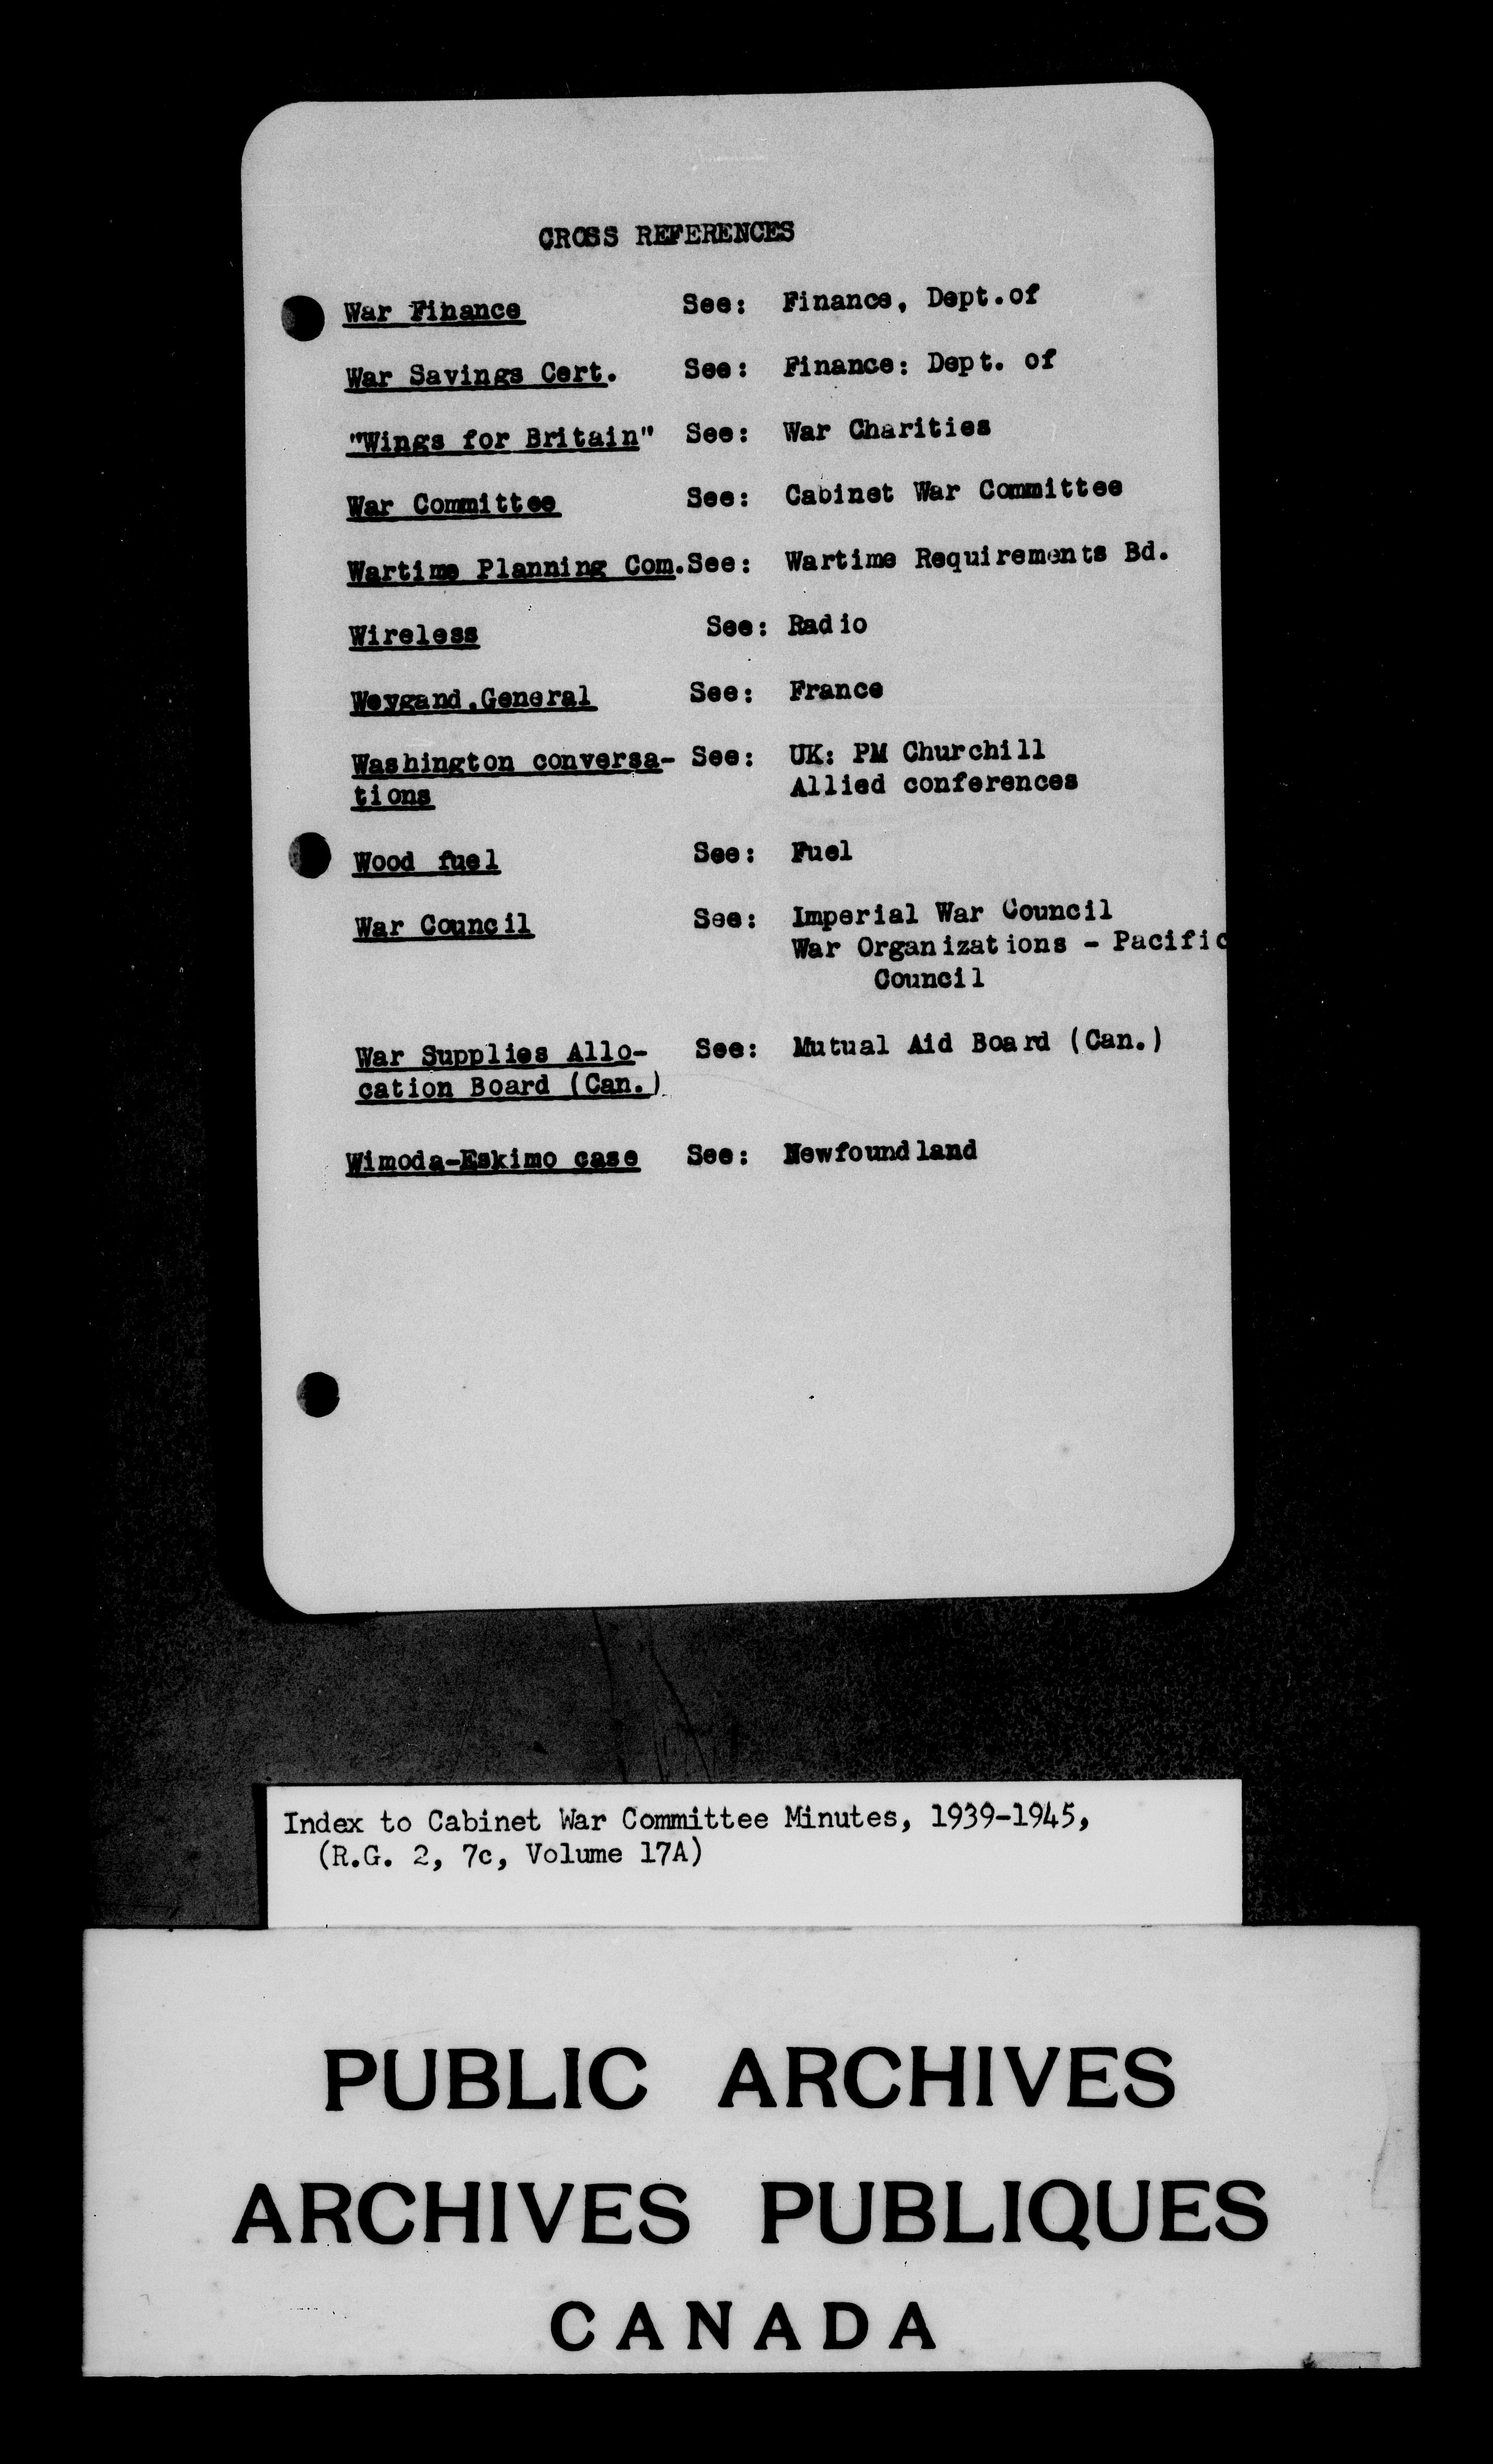 CROSS REFERENCES
War Finance See: Finance, Dept.of
War Savings Cert. See: Finance: Dept. of
"Wings for Britain" See: War Charities
War Committee See: Cabinet War Committee
Wartime Planning Com.See: Wartime Requirements Bd.
Wireless See: Radio
Weygand,General See: France
Washington conversa- See: UK: PM Churchill
tions Allied conferences
Wood fuel See: Fuel
War Council See: Imperial War Council
War Organizations - Pacific
Council
War Supplies Allo- See: Mutual Aid Board (Can.)
cation Board (Can.)
Wimoda-Eskimo case See: Newfoundland
Index to Cabinet War Committee Minutes, 1939-1945,
(R.G. 2, 7c, Volume 17A)
PUBLIC ARCHIVES
ARCHIVES PUBLIQUES
CANADA